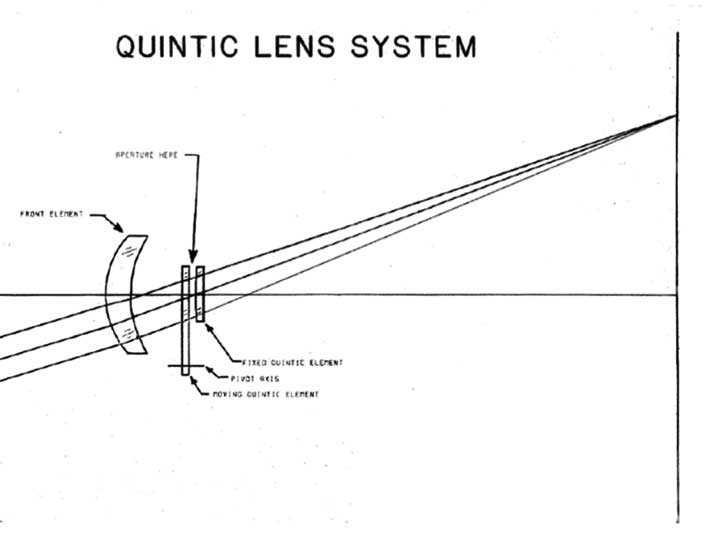 QUINTIC LENS SYSTEM
APERTURE HERE
FRONT ELEMENT
FIXED QUINTIC ELEMENT
PIVOT AXIS
MOVING QUINTIC ELEMENT